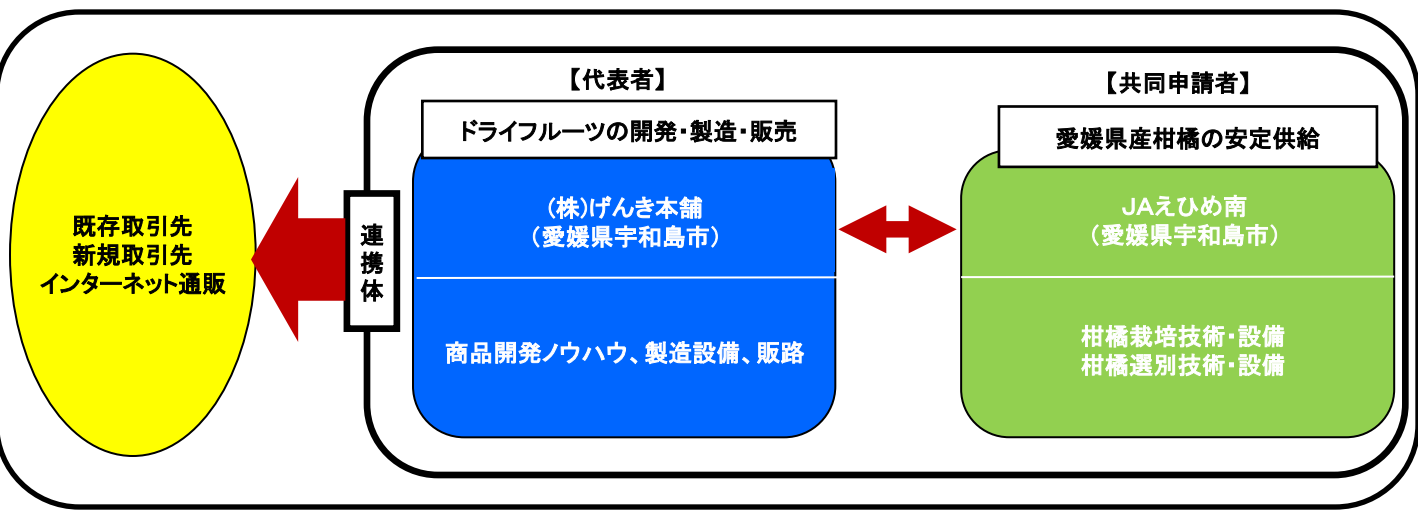 【代表者】
ドライフルーツの開発・製造・販売
(株)げんき本舗
(愛媛県宇和島市)
商品開発ノウハウ、製造設備、販路
【共同申請者】
愛媛県産柑橘の安定供給
JAえひめ南
(愛媛県宇和島市)
柑橘栽培技術・設備
柑橘選別技術・設備
連
携
体
既存取引先
新規取引先
インターネット通販